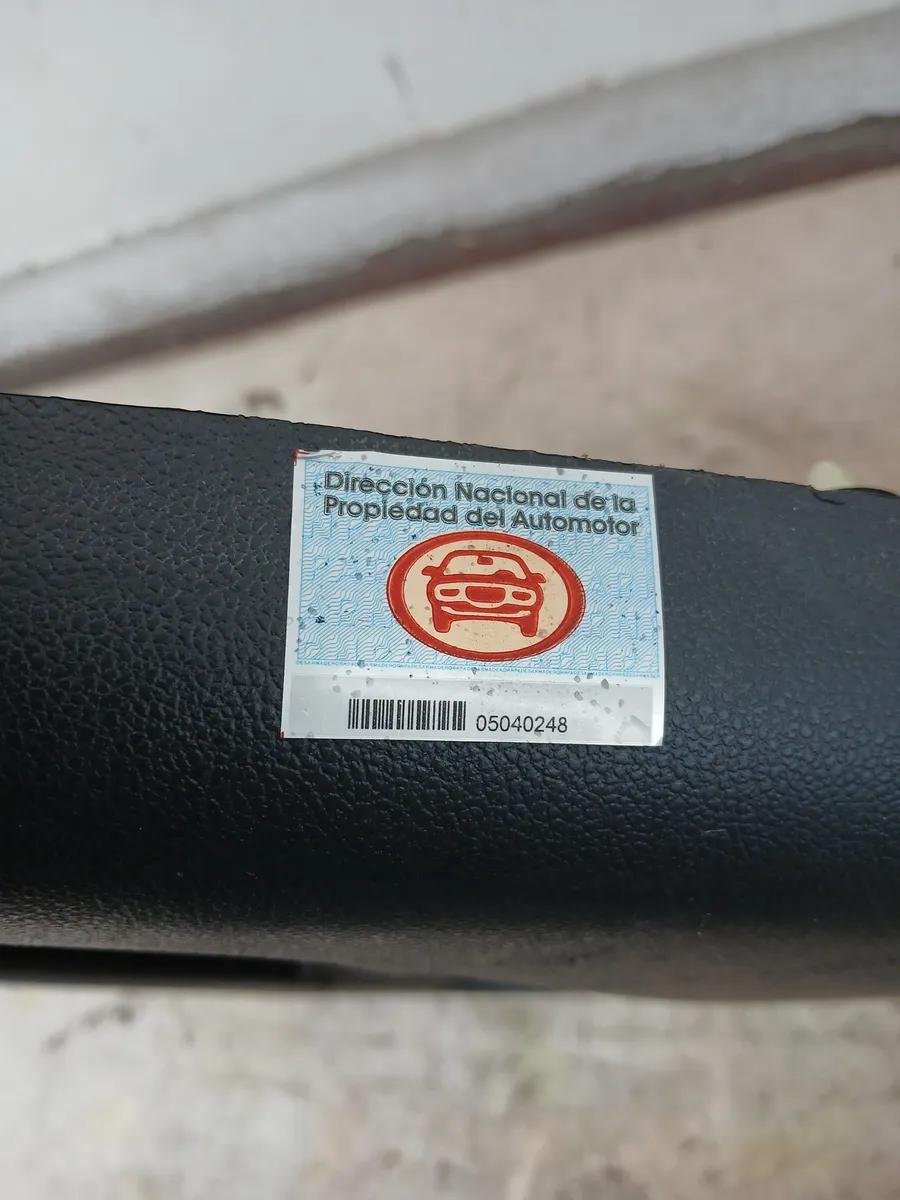 Dirección Nacional de la
Propiedad del Automotor
05040248